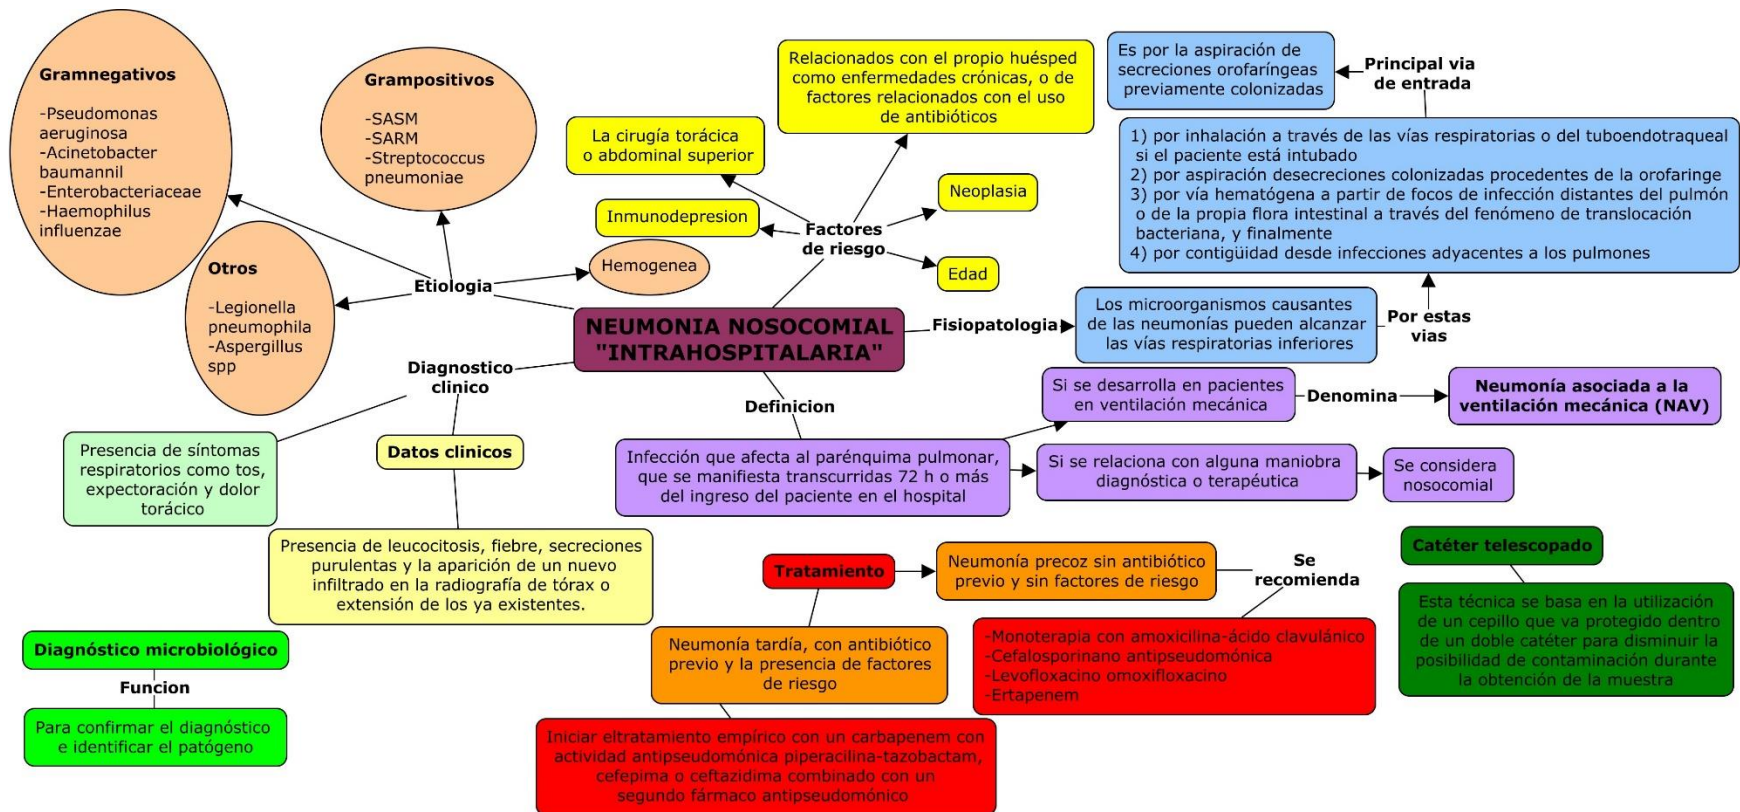 Gramnegativos
-Pseudomonas
aeruginosa
-Acinetobacter
baumannil
-Enterobacteriaceae
-Haemophilus
influenzae
Grampositivos
-SASM
-SARM
-Streptococcus
pneumoniae
Otros
-Legionella
pneumophila
-Aspergillus
spp
Etiologia
Hemogenea
La cirugía torácica
o abdominal superior
Relacionados con el propio huésped
como enfermedades crónicas, o de
factores relacionados con el uso
de antibióticos
Inmunodepresion
Neoplasia
Edad
Factores
de riesgo
Es por la aspiración de
secreciones orofaríngeas
previamente colonizadas
Principal via
de entrada
1) por inhalación a través de las vías respiratorias o del tuboendotraqueal
si el paciente está intubado
2) por aspiración desecreciones colonizadas procedentes de la orofaringe
3) por vía hematógena a partir de focos de infección distantes del pulmón
o de la propia flora intestinal a través del fenómeno de translocación
bacteriana, y finalmente
4) por contigüidad desde infecciones adyacentes a los pulmones
NEUMONIA NOSOCOMIAL
"INTRAHOSPITALARIA"
Fisiopatologia
Los microorganismos causantes
de las neumonías pueden alcanzar
las vías respiratorias inferiores
Por estas
vias
Diagnostico
clinico
Presencia de síntomas
respiratorios como tos,
expectoración y dolor
torácico
Datos clinicos
Presencia de leucocitosis, fiebre, secreciones
purulentas y la aparición de un nuevo
infiltrado en la radiografía de tórax o
extensión de los ya existentes.
Definicion
Infección que afecta al parénquima pulmonar,
que se manifiesta transcurridas 72 h o más
del ingreso del paciente en el hospital
Si se desarrolla en pacientes
en ventilación mecánica
Denomina
Neumonía asociada a la
ventilación mecánica (NAV)
Si se relaciona con alguna maniobra
diagnóstica o terapéutica
Se considera
nosocomial
Diagnóstico microbiológico
Funcion
Para confirmar el diagnóstico
e identificar el patógeno
Tratamiento
Neumonía precoz sin antibiótico
previo y sin factores de riesgo
Se
recomienda
-Monoterapia con amoxicilina-ácido clavulánico
-Cefalosporinano antipseudomónica
-Levofloxacino omoxifloxacino
-Ertapenem
Neumonía tardía, con antibiótico
previo y la presencia de factores
de riesgo
Iniciar eltratamiento empírico con un carbapenem con
actividad antipseudomónica piperacilina-tazobactam,
cefepima o ceftazidima combinado con un
segundo fármaco antipseudomónico
Catéter telescopado
Esta técnica se basa en la utilización
de un cepillo que va protegido dentro
de un doble catéter para disminuir la
posibilidad de contaminación durante
la obtención de la muestra